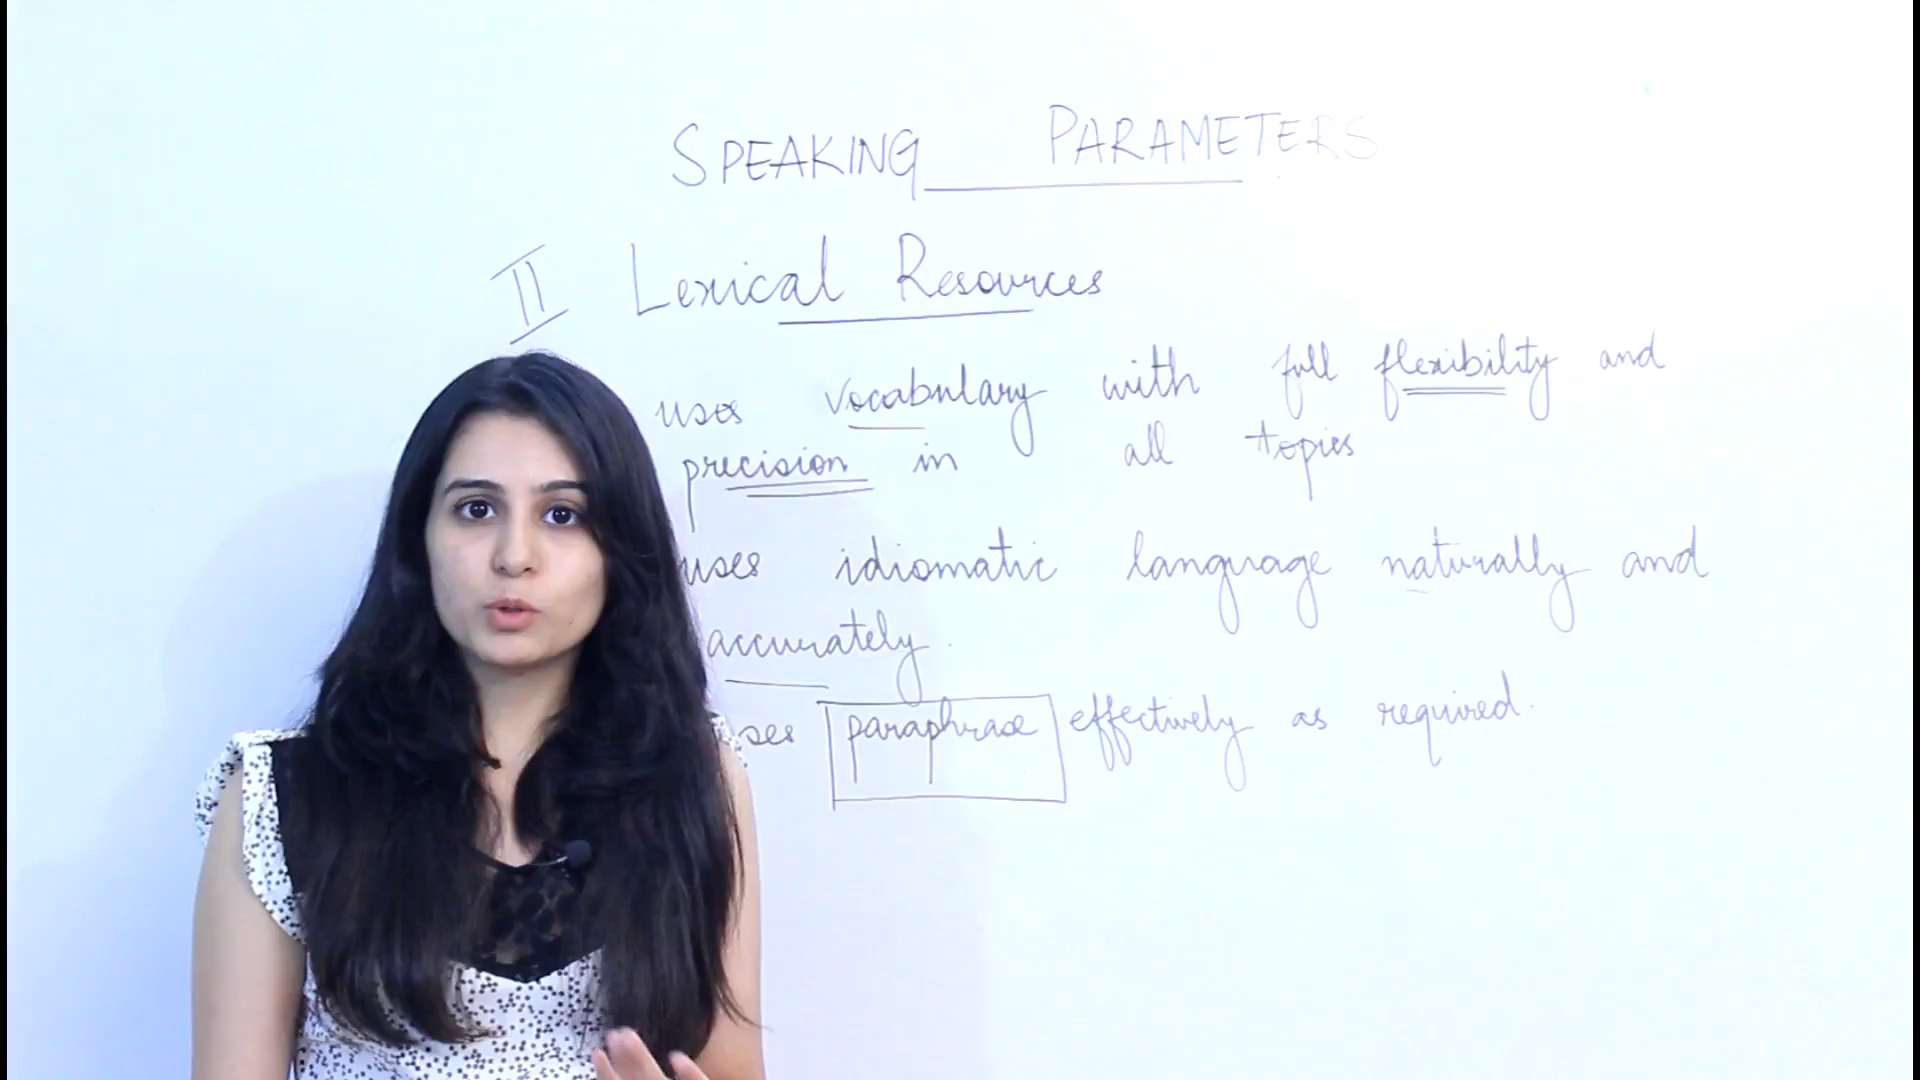 SPEAKING PARAMETERS
II Lexical Resources
uses vocabulary with full flexibility and
precision in all topics
uses idiomatic language naturally and
accurately.
uses paraphrase effectively as required.